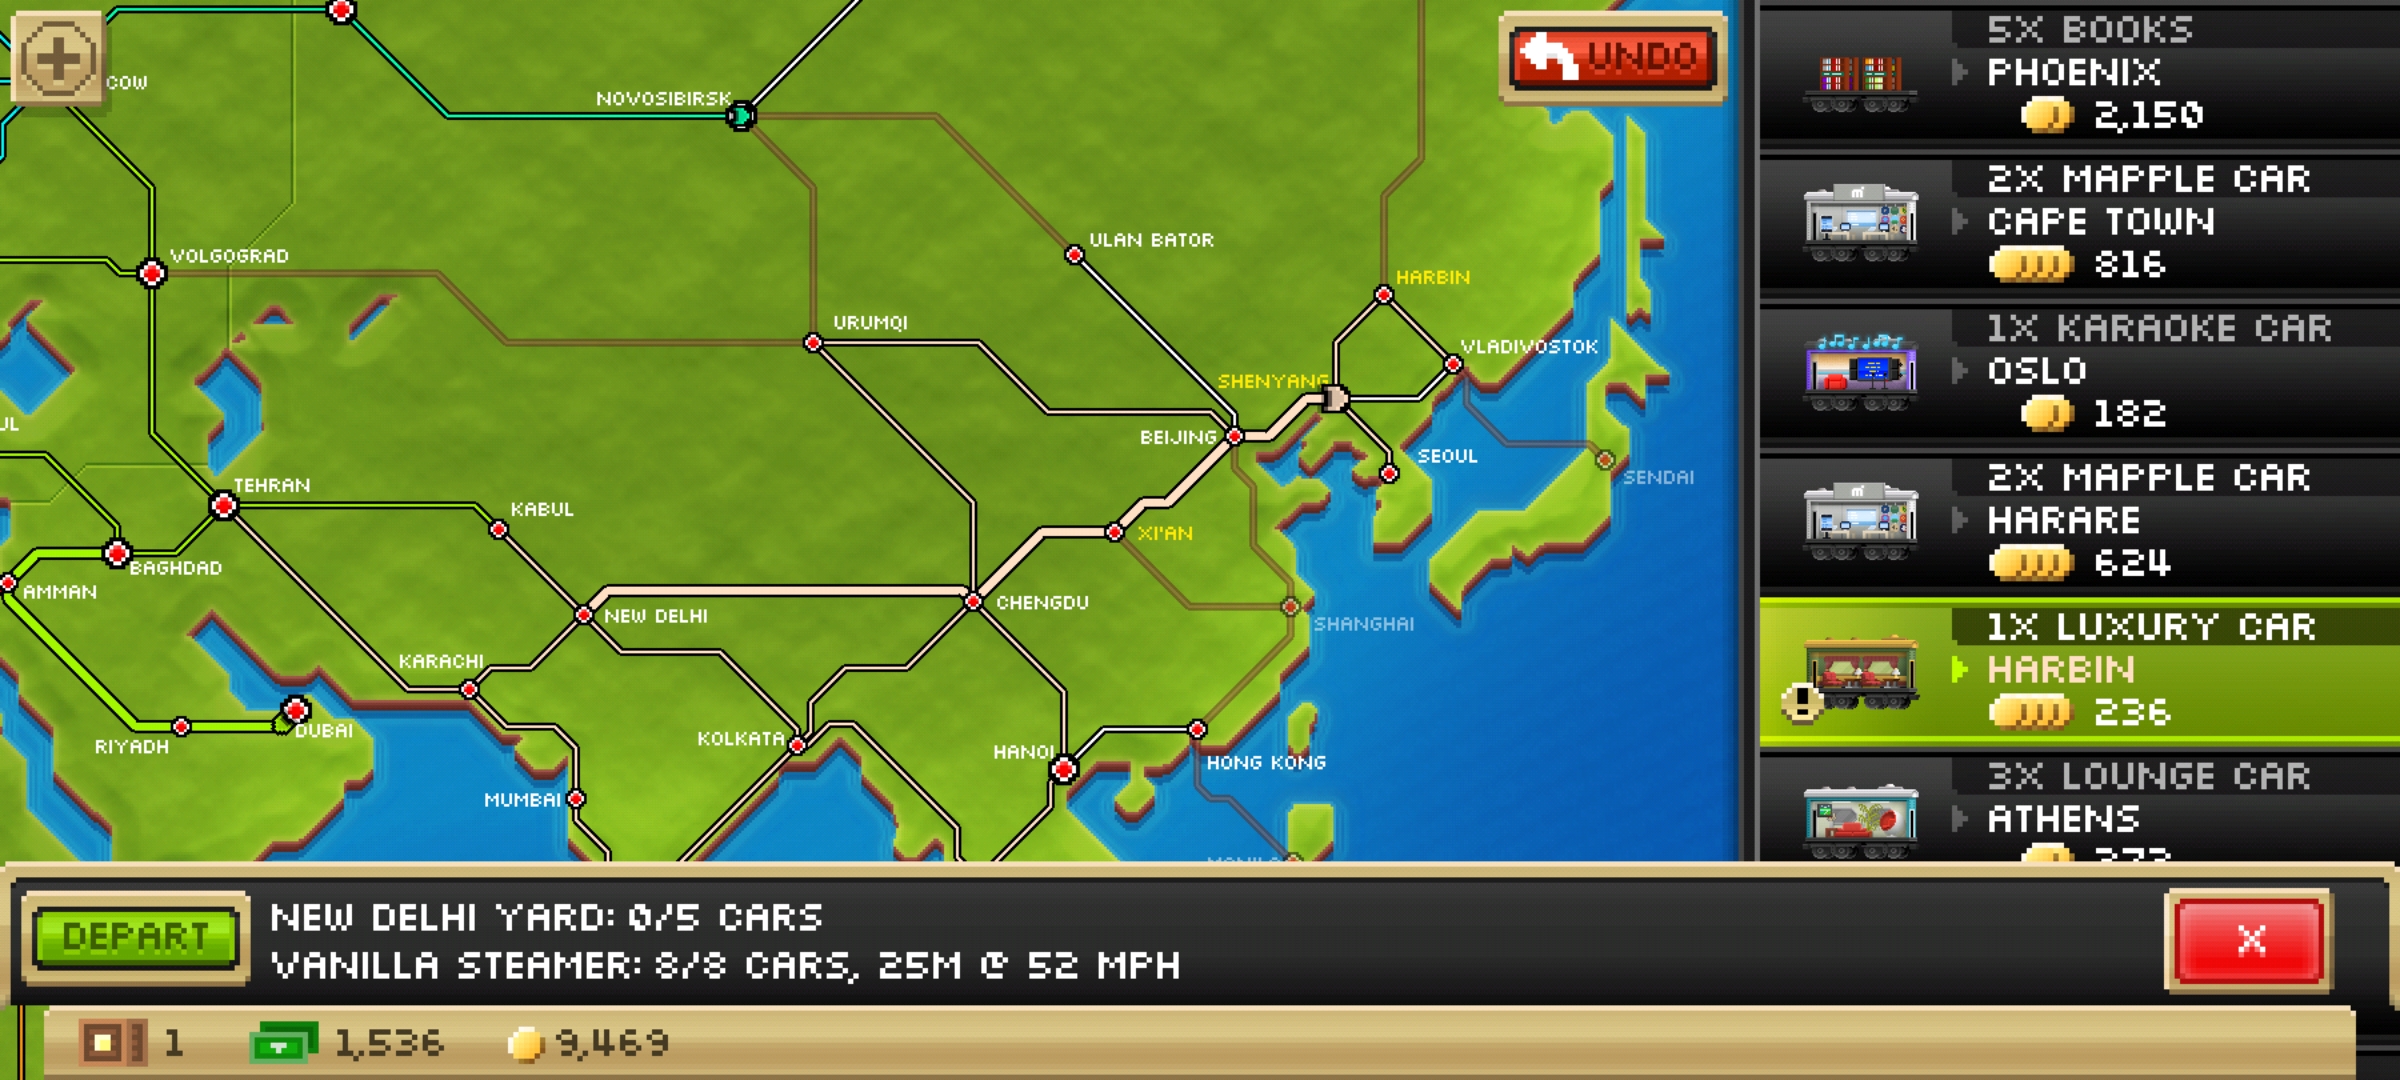 COW
NOVOSIBIRSK
UNDO
ULAN BATOR
VOLGOGRAD
HARBIN
URUMQI
VLADIVOSTOK
SHENYANG
BEIJING
SEOUL
UL
SENDAI
TEHRAN
KABUL
XI'AN
BAGHDAD
AMMAN
NEW DELHI
CHENGDU
SHANGHAI
KARACHI
RIYADH
DUBAI
KOLKATA
HANOI
HONG KONG
MUMBAI
MANILA
5X BOOKS
PHOENIX
2,150
2X MAPPLE CAR
CAPE TOWN
816
1X KARAOKE CAR
OSLO
182
2X MAPPLE CAR
HARARE
624
1X LUXURY CAR
HARBIN
236
3X LOUNGE CAR
ATHENS
DEPART
NEW DELHI YARD: 0/5 CARS
VANILLA STEAMER: 8/8 CARS, 25M @ 52 MPH
X
1
1,536
9,469